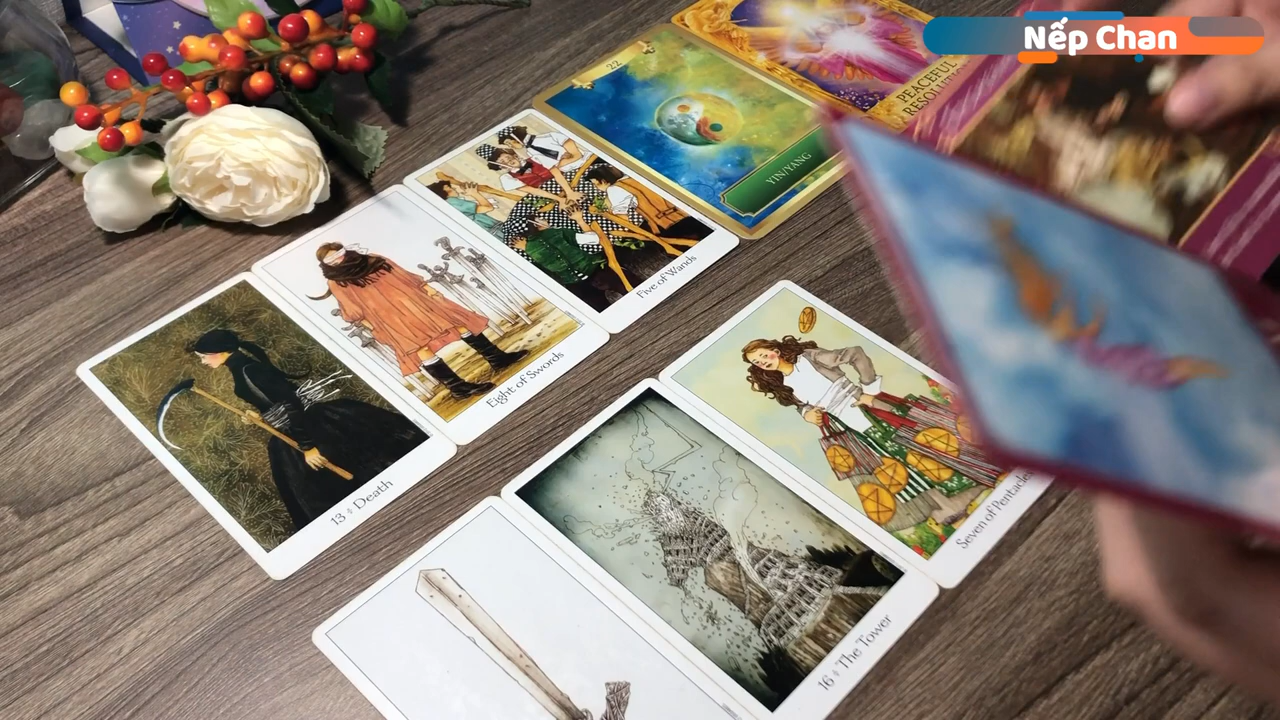 Nếp Chan
PEACEFUL
RESOLUTION
22
YIN/YANG
Five of Wands
Eight of Swords
13 Death
Seven of Pentacles
16 The Tower